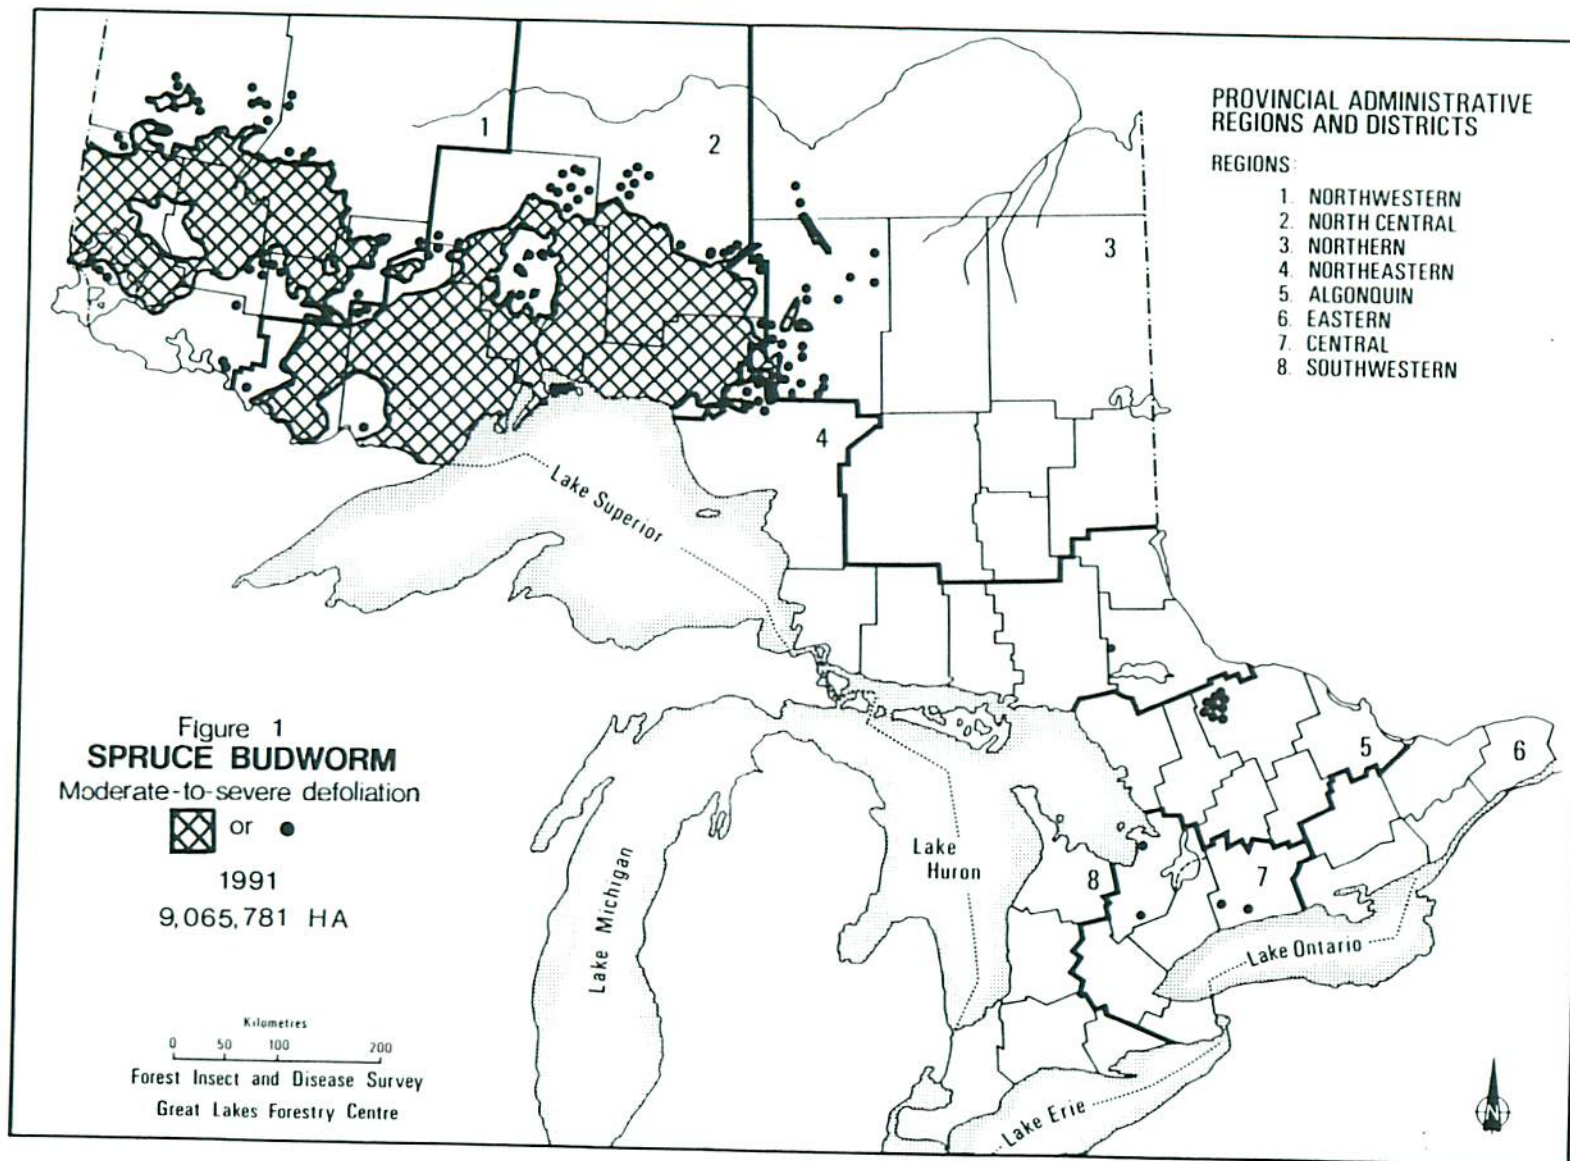 PROVINCIAL ADMINISTRATIVE
REGIONS AND DISTRICTS
REGIONS:
1. NORTHWESTERN
2. NORTH CENTRAL
3. NORTHERN
4. NORTHEASTERN
5. ALGONQUIN
6. EASTERN
7. CENTRAL
8. SOUTHWESTERN
1
2
3
4
Lake Superior
5
6
7
8
Lake
Huron
Lake Michigan
Lake Ontario
Lake Erie
Figure 1
SPRUCE BUDWORM
Moderate-to-severe defoliation
or
1991
9,065,781 HA
Kilometres
0 50 100 200
Forest Insect and Disease Survey
Great Lakes Forestry Centre
N